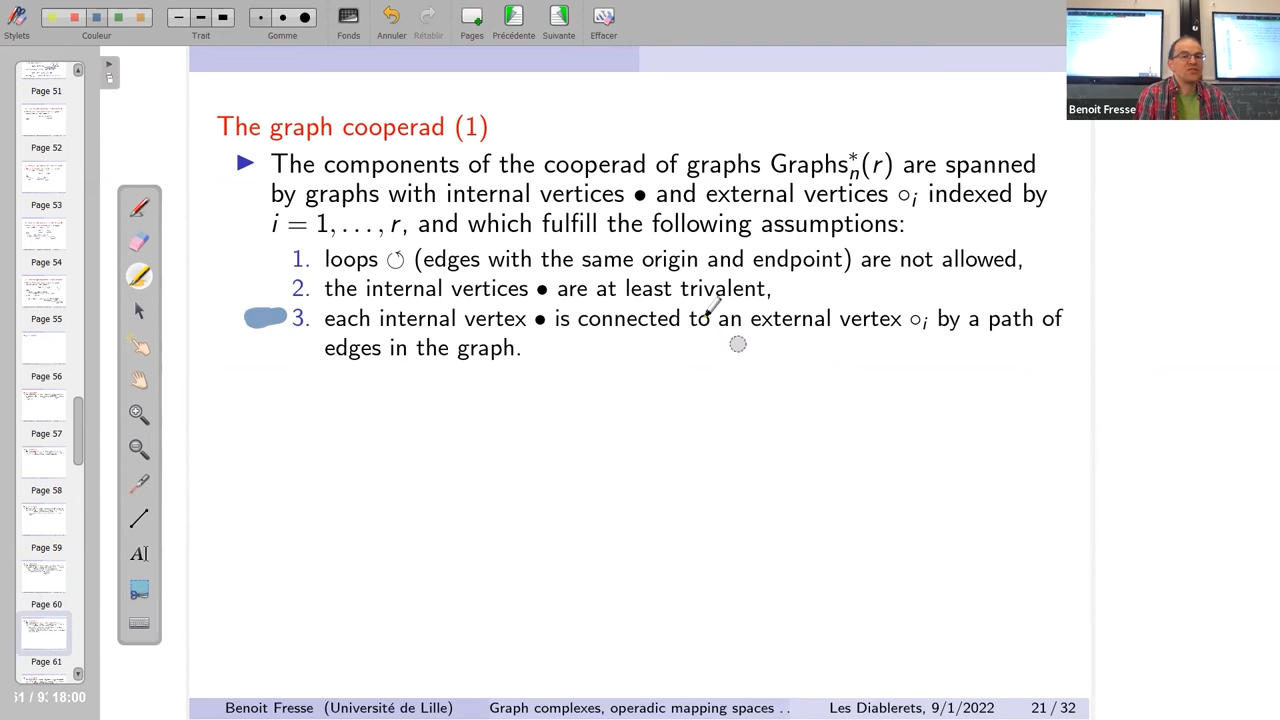 Stylets
Couleur
Trait
Gomme
Fonds
Annuler
Rétablir
Pages
Précédente
Suivante
Effacer
Benoit Fresse
Page 51
Page 52
Page 53
Page 54
Page 55
Page 56
Page 57
Page 58
Page 59
Page 60
Page 61
18:00
The graph cooperad (1)
► The components of the cooperad of graphs Graphs*ₙ(r) are spanned
by graphs with internal vertices • and external vertices ∘ᵢ indexed by
i = 1, . . . , r, and which fulfill the following assumptions:
1. loops (edges with the same origin and endpoint) are not allowed,
2. the internal vertices • are at least trivalent,
3. each internal vertex • is connected to an external vertex ∘ᵢ by a path of
edges in the graph.
Benoit Fresse (Université de Lille) Graph complexes, operadic mapping spaces . . Les Diablerets, 9/1/2022 21 / 32